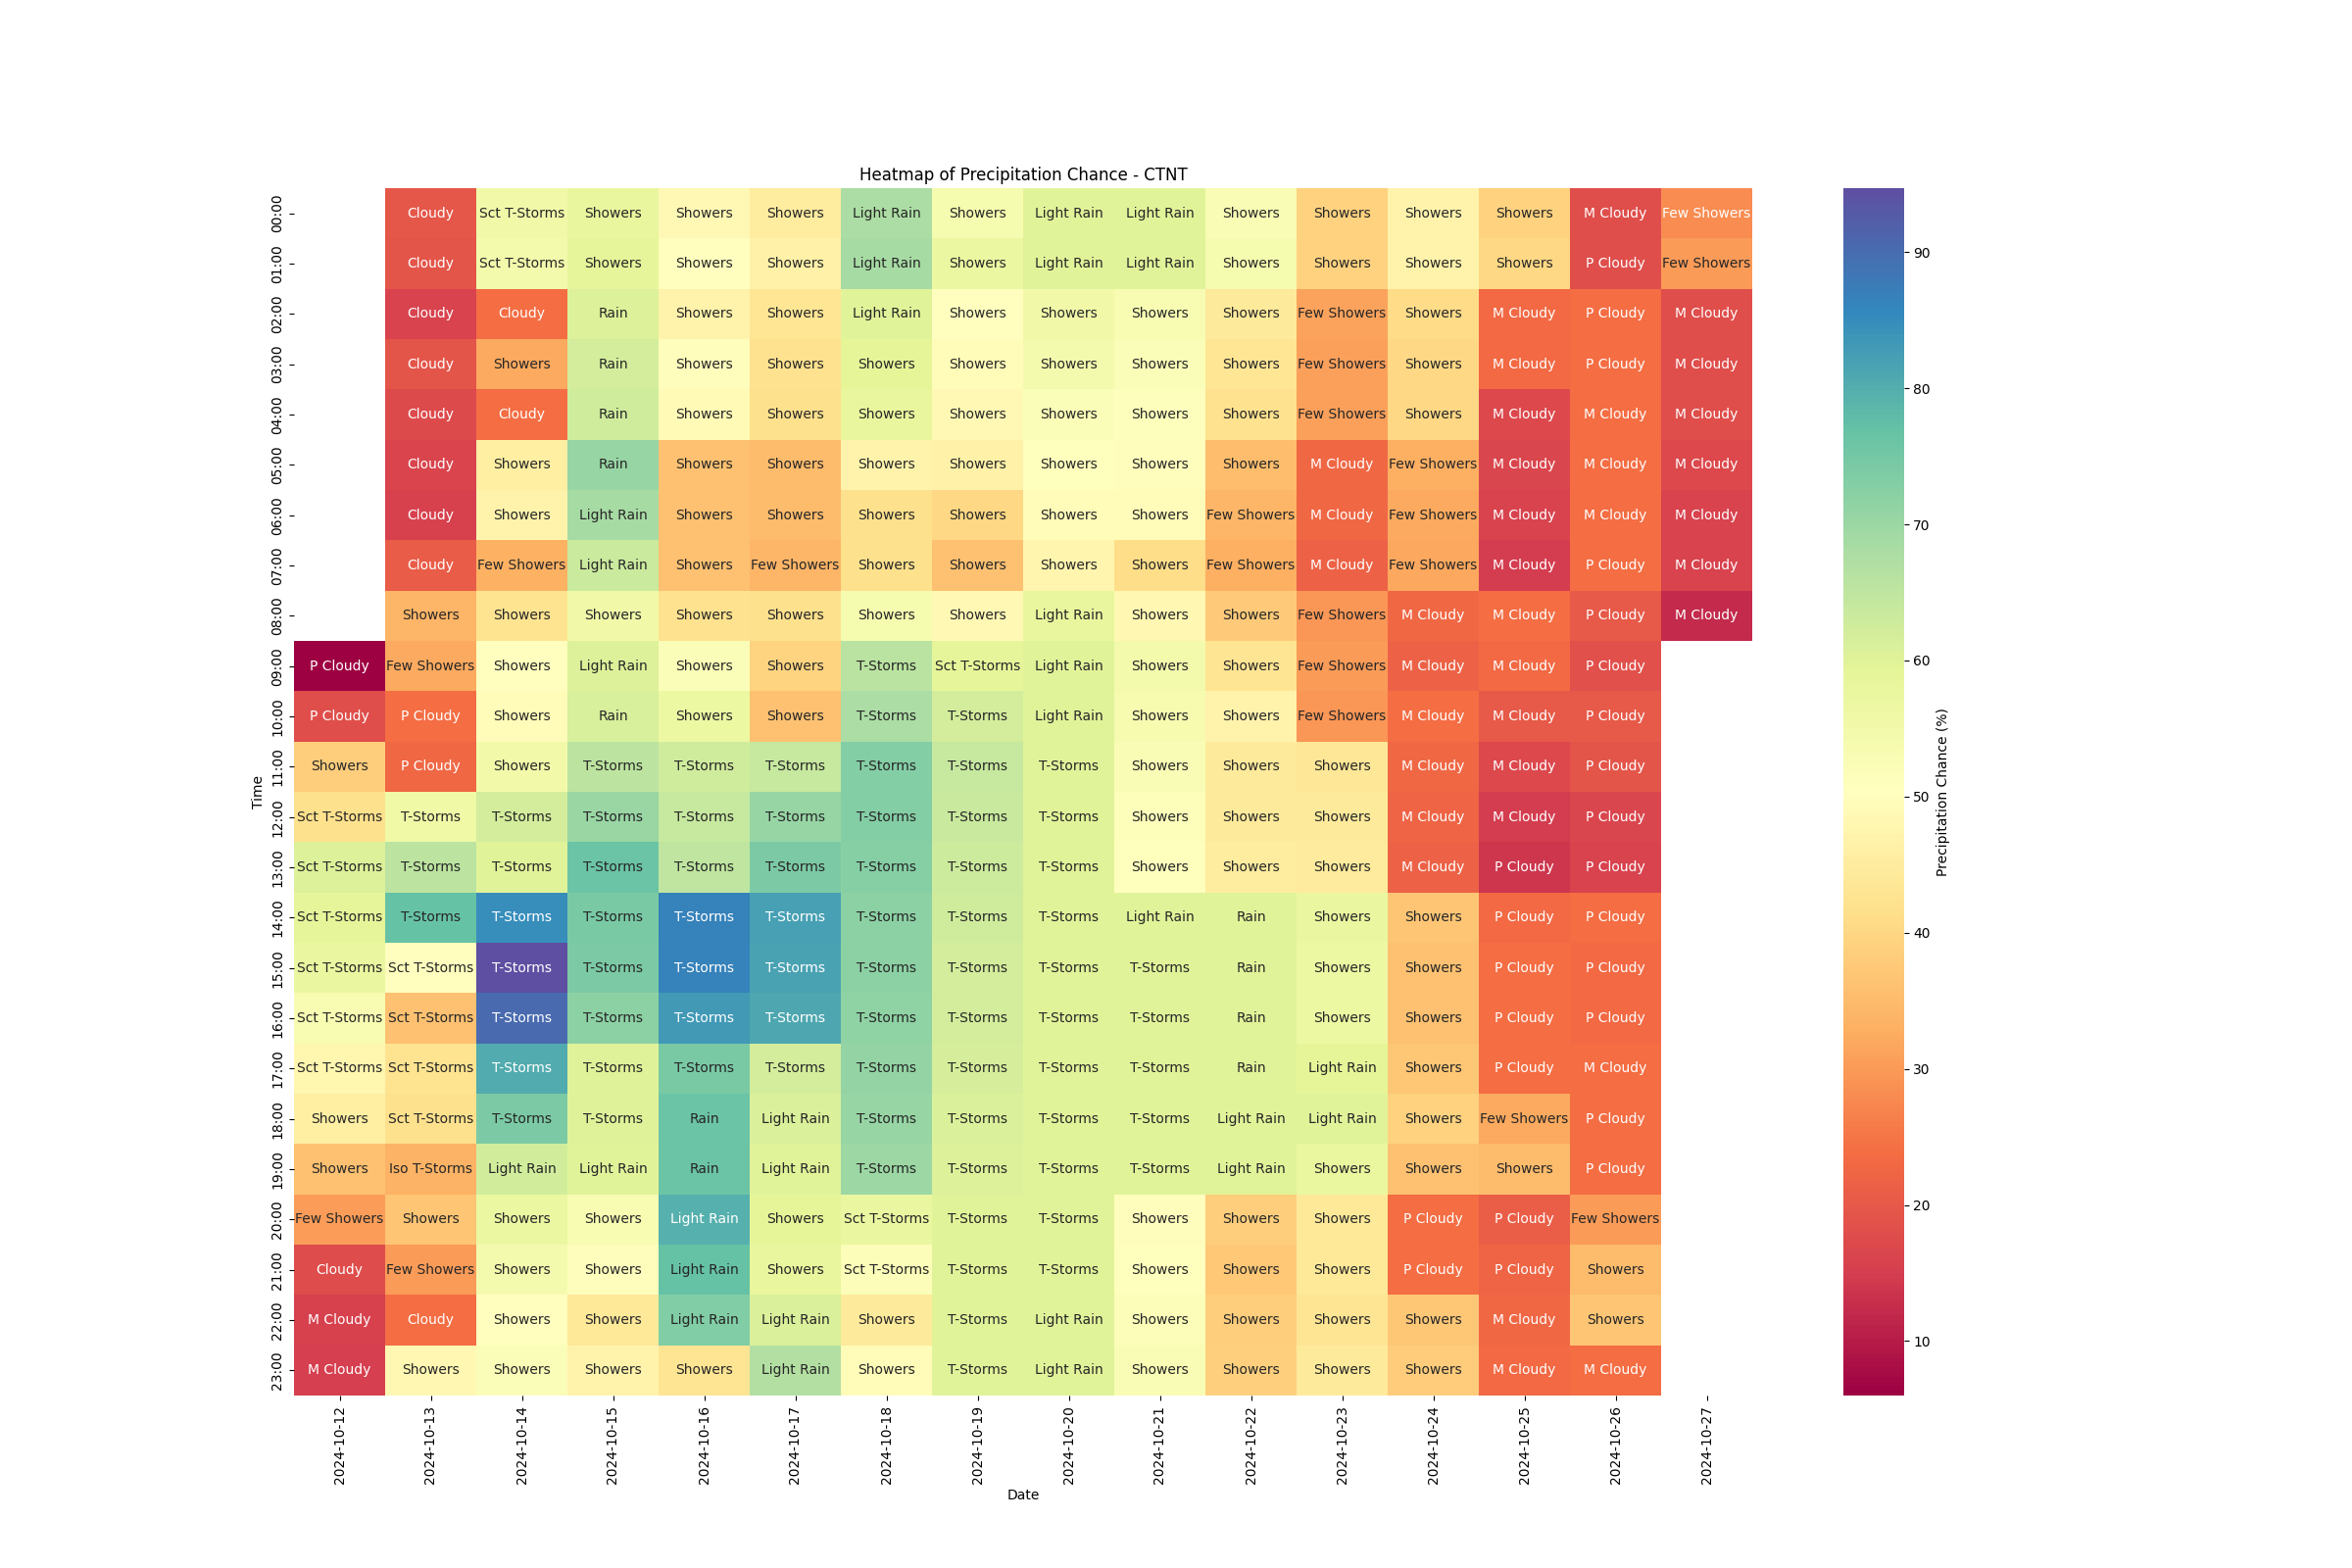 Heatmap of Precipitation Chance - CTNT
00:00 Cloudy Sct T-Storms Showers Showers Showers Light Rain Showers Light Rain Light Rain Showers Showers Showers Showers M Cloudy Few Showers
01:00 Cloudy Sct T-Storms Showers Showers Showers Light Rain Showers Light Rain Light Rain Showers Showers Showers Showers P Cloudy Few Showers
02:00 Cloudy Cloudy Rain Showers Showers Light Rain Showers Showers Showers Showers Few Showers Showers M Cloudy P Cloudy M Cloudy
03:00 Cloudy Showers Rain Showers Showers Showers Showers Showers Showers Showers Few Showers Showers M Cloudy P Cloudy M Cloudy
04:00 Cloudy Cloudy Rain Showers Showers Showers Showers Showers Showers Showers Few Showers Showers M Cloudy M Cloudy M Cloudy
05:00 Cloudy Showers Rain Showers Showers Showers Showers Showers Showers Showers M Cloudy Few Showers M Cloudy M Cloudy M Cloudy
06:00 Cloudy Showers Light Rain Showers Showers Showers Showers Showers Showers Few Showers M Cloudy Few Showers M Cloudy M Cloudy M Cloudy
07:00 Cloudy Few Showers Light Rain Showers Few Showers Showers Showers Showers Showers Few Showers M Cloudy Few Showers M Cloudy P Cloudy M Cloudy
08:00 Showers Showers Showers Showers Showers Showers Showers Light Rain Showers Showers Few Showers M Cloudy M Cloudy P Cloudy M Cloudy
09:00 P Cloudy Few Showers Showers Light Rain Showers Showers T-Storms Sct T-Storms Light Rain Showers Showers Few Showers M Cloudy M Cloudy P Cloudy
10:00 P Cloudy P Cloudy Showers Rain Showers Showers T-Storms T-Storms Light Rain Showers Showers Few Showers M Cloudy M Cloudy P Cloudy
11:00 Showers P Cloudy Showers T-Storms T-Storms T-Storms T-Storms T-Storms T-Storms Showers Showers Showers M Cloudy M Cloudy P Cloudy
12:00 Sct T-Storms T-Storms T-Storms T-Storms T-Storms T-Storms T-Storms T-Storms T-Storms Showers Showers Showers M Cloudy M Cloudy P Cloudy
13:00 Sct T-Storms T-Storms T-Storms T-Storms T-Storms T-Storms T-Storms T-Storms T-Storms Showers Showers Showers M Cloudy P Cloudy P Cloudy
14:00 Sct T-Storms T-Storms T-Storms T-Storms T-Storms T-Storms T-Storms T-Storms T-Storms Light Rain Rain Showers Showers P Cloudy P Cloudy
15:00 Sct T-Storms Sct T-Storms T-Storms T-Storms T-Storms T-Storms T-Storms T-Storms T-Storms T-Storms Rain Showers Showers P Cloudy P Cloudy
16:00 Sct T-Storms Sct T-Storms T-Storms T-Storms T-Storms T-Storms T-Storms T-Storms T-Storms T-Storms Rain Showers Showers P Cloudy P Cloudy
17:00 Sct T-Storms Sct T-Storms T-Storms T-Storms T-Storms T-Storms T-Storms T-Storms T-Storms T-Storms Rain Light Rain Showers P Cloudy M Cloudy
18:00 Showers Sct T-Storms T-Storms T-Storms Rain Light Rain T-Storms T-Storms T-Storms T-Storms Light Rain Light Rain Showers Few Showers P Cloudy
19:00 Showers Iso T-Storms Light Rain Light Rain Rain Light Rain T-Storms T-Storms T-Storms T-Storms Light Rain Showers Showers Showers P Cloudy
20:00 Few Showers Showers Showers Showers Light Rain Showers Sct T-Storms T-Storms T-Storms Showers Showers Showers P Cloudy P Cloudy Few Showers
21:00 Cloudy Few Showers Showers Showers Light Rain Showers Sct T-Storms T-Storms T-Storms Showers Showers Showers P Cloudy P Cloudy Showers
22:00 M Cloudy Cloudy Showers Showers Light Rain Light Rain Showers T-Storms Light Rain Showers Showers Showers Showers M Cloudy Showers
23:00 M Cloudy Showers Showers Showers Showers Light Rain Showers T-Storms Light Rain Showers Showers Showers Showers M Cloudy M Cloudy
Time
2024-10-12 2024-10-13 2024-10-14 2024-10-15 2024-10-16 2024-10-17 2024-10-18 2024-10-19 2024-10-20 2024-10-21 2024-10-22 2024-10-23 2024-10-24 2024-10-25 2024-10-26 2024-10-27
Date
90
80
70
60
50
40
30
20
10
Precipitation Chance (%)